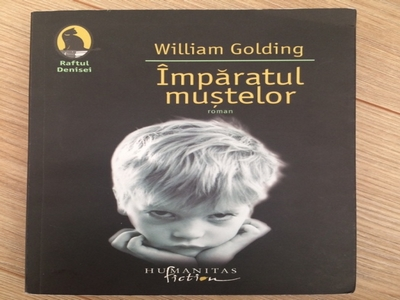 Raftul
Denisei
William Golding
Împăratul
muștelor
roman
HUMANITAS
fiction